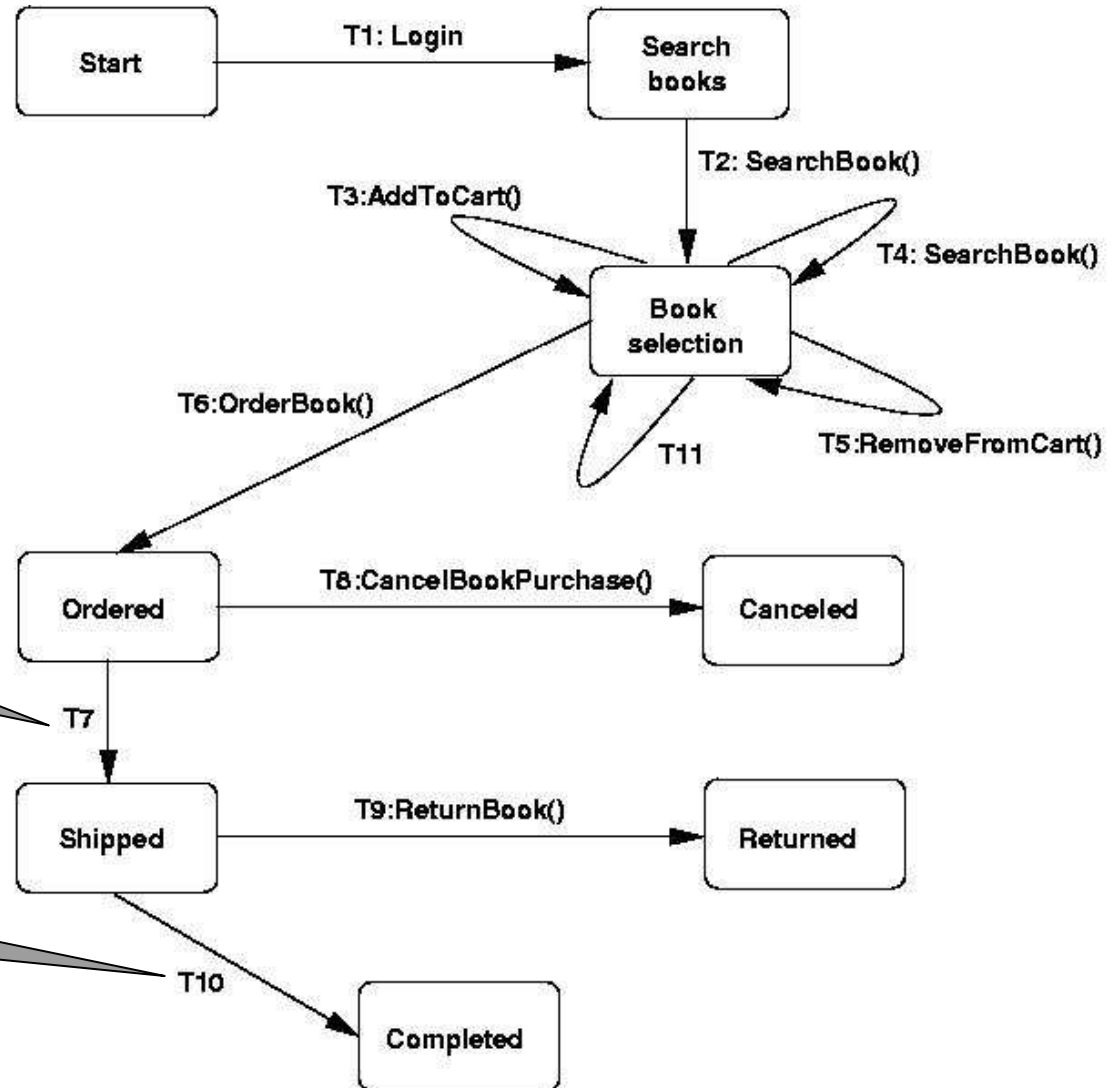 Start
T1: Login
Search
books
T2: SearchBook()
T3:AddToCart()
T4: SearchBook()
Book
selection
T6:OrderBook()
T11
T5:RemoveFromCart()
Ordered
T8:CancelBookPurchase()
Canceled
T7
Shipped
T9:ReturnBook()
Returned
T10
Completed